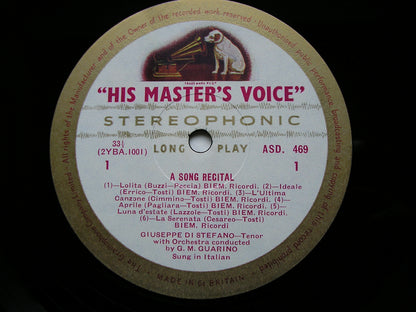 "HIS MASTER'S VOICE"
STEREOPHONIC
33⅓
(2YBA.1001) LONG PLAY ASD. 469
1 1
A SONG RECITAL
(1)—Lolita (Buzzi—Peccia) BIEM. Ricordi. (2)—Ideale
(Errico—Tosti) BIEM. Ricordi. (3)—L'Ultima
Canzone (Cimmino—Tosti) BIEM. Ricordi. (4)—
Aprile (Pagliara—Tosti) BIEM. Ricordi. (5)—
Luna d'estate (Lazzole—Tosti) BIEM. Ricordi
(6)—La Serenata (Cesareo—Tosti) BIEM.
Ricordi
GIUSEPPE DI STEFANO—Tenor
with Orchestra conducted
by G. M. GUARINO
Sung in Italian
All rights of the Manufacturer and of the Owner of the recorded work reserved · Unauthorised public performance, broadcasting and copying of this record prohibited
MADE IN GT BRITAIN